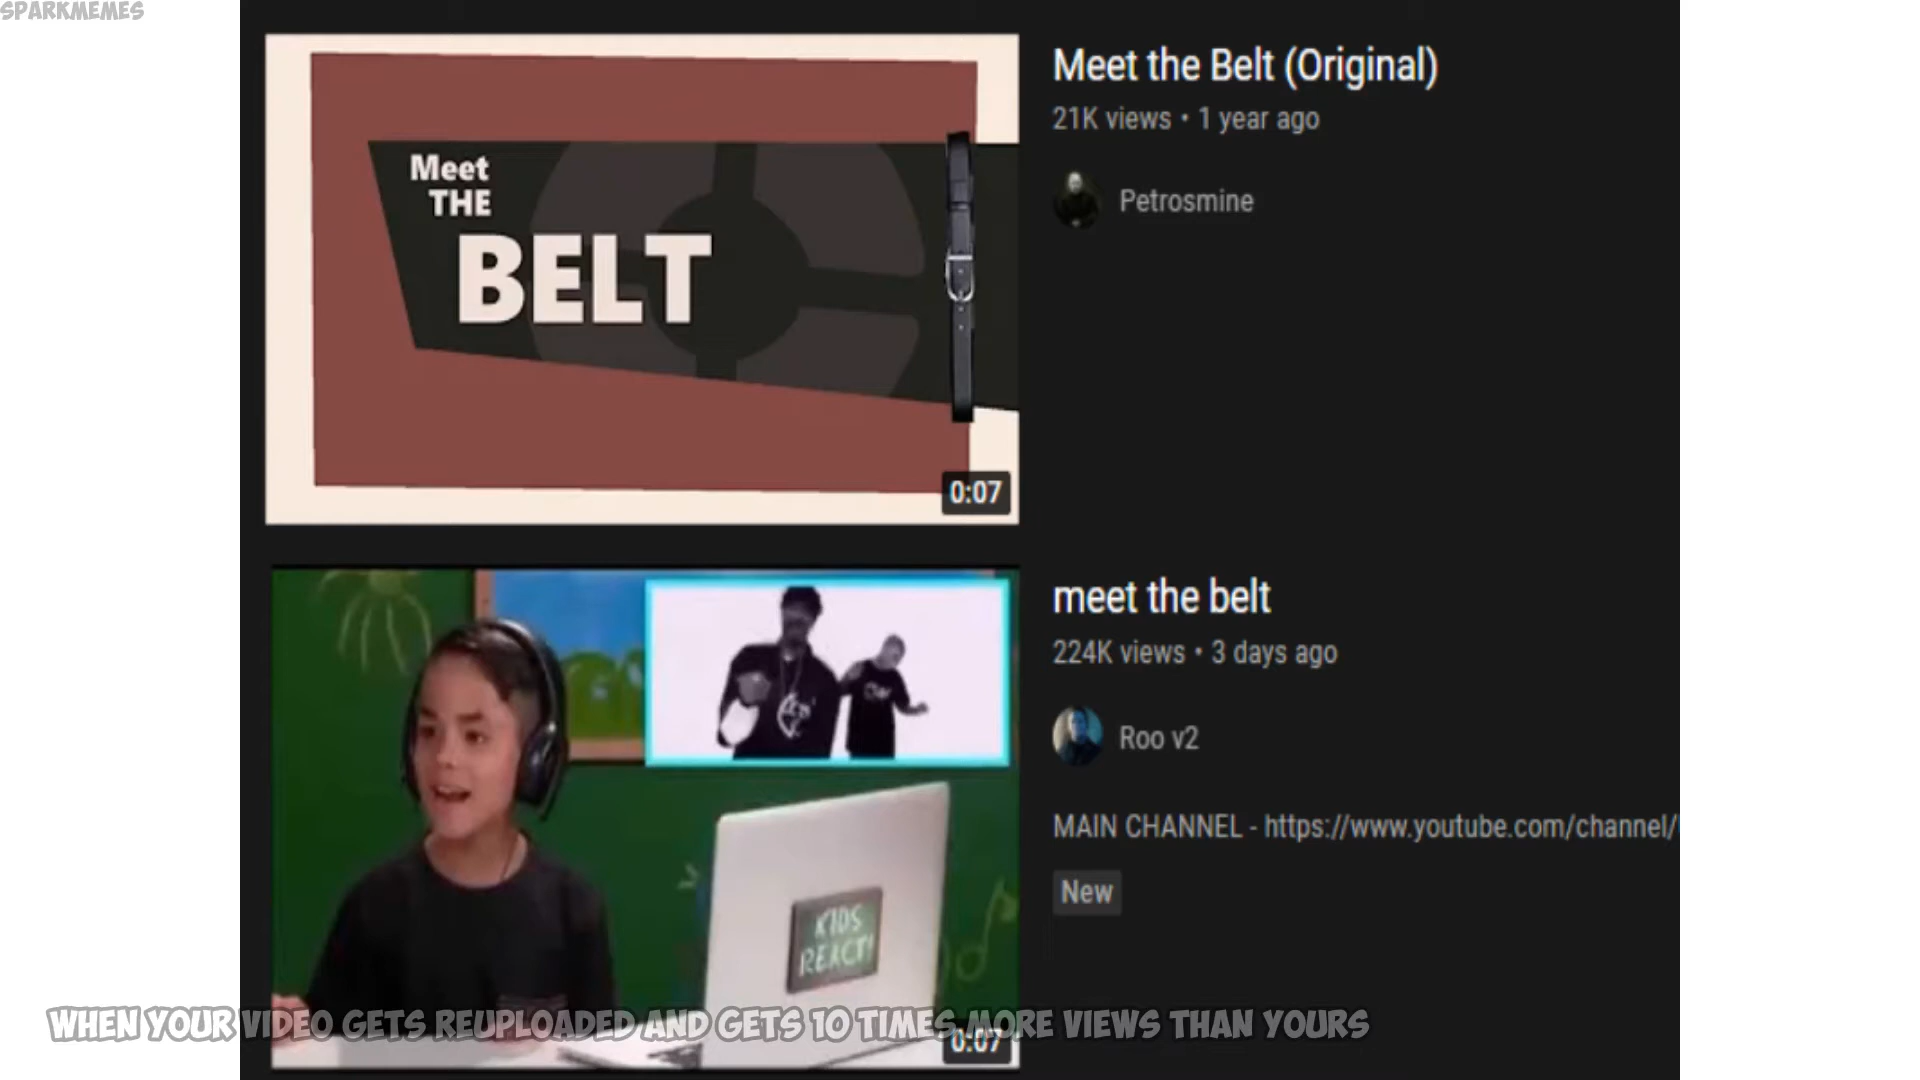 SPARKMEMES
Meet the Belt (Original)
21K views • 1 year ago
Petrosmine
Meet
THE
BELT
0:07
meet the belt
224K views • 3 days ago
Roo v2
MAIN CHANNEL - https://www.youtube.com/channel/
New
KIDS
REACT!
WHEN YOUR VIDEO GETS REUPLOADED AND GETS 10 TIMES MORE VIEWS THAN YOURS
0:07